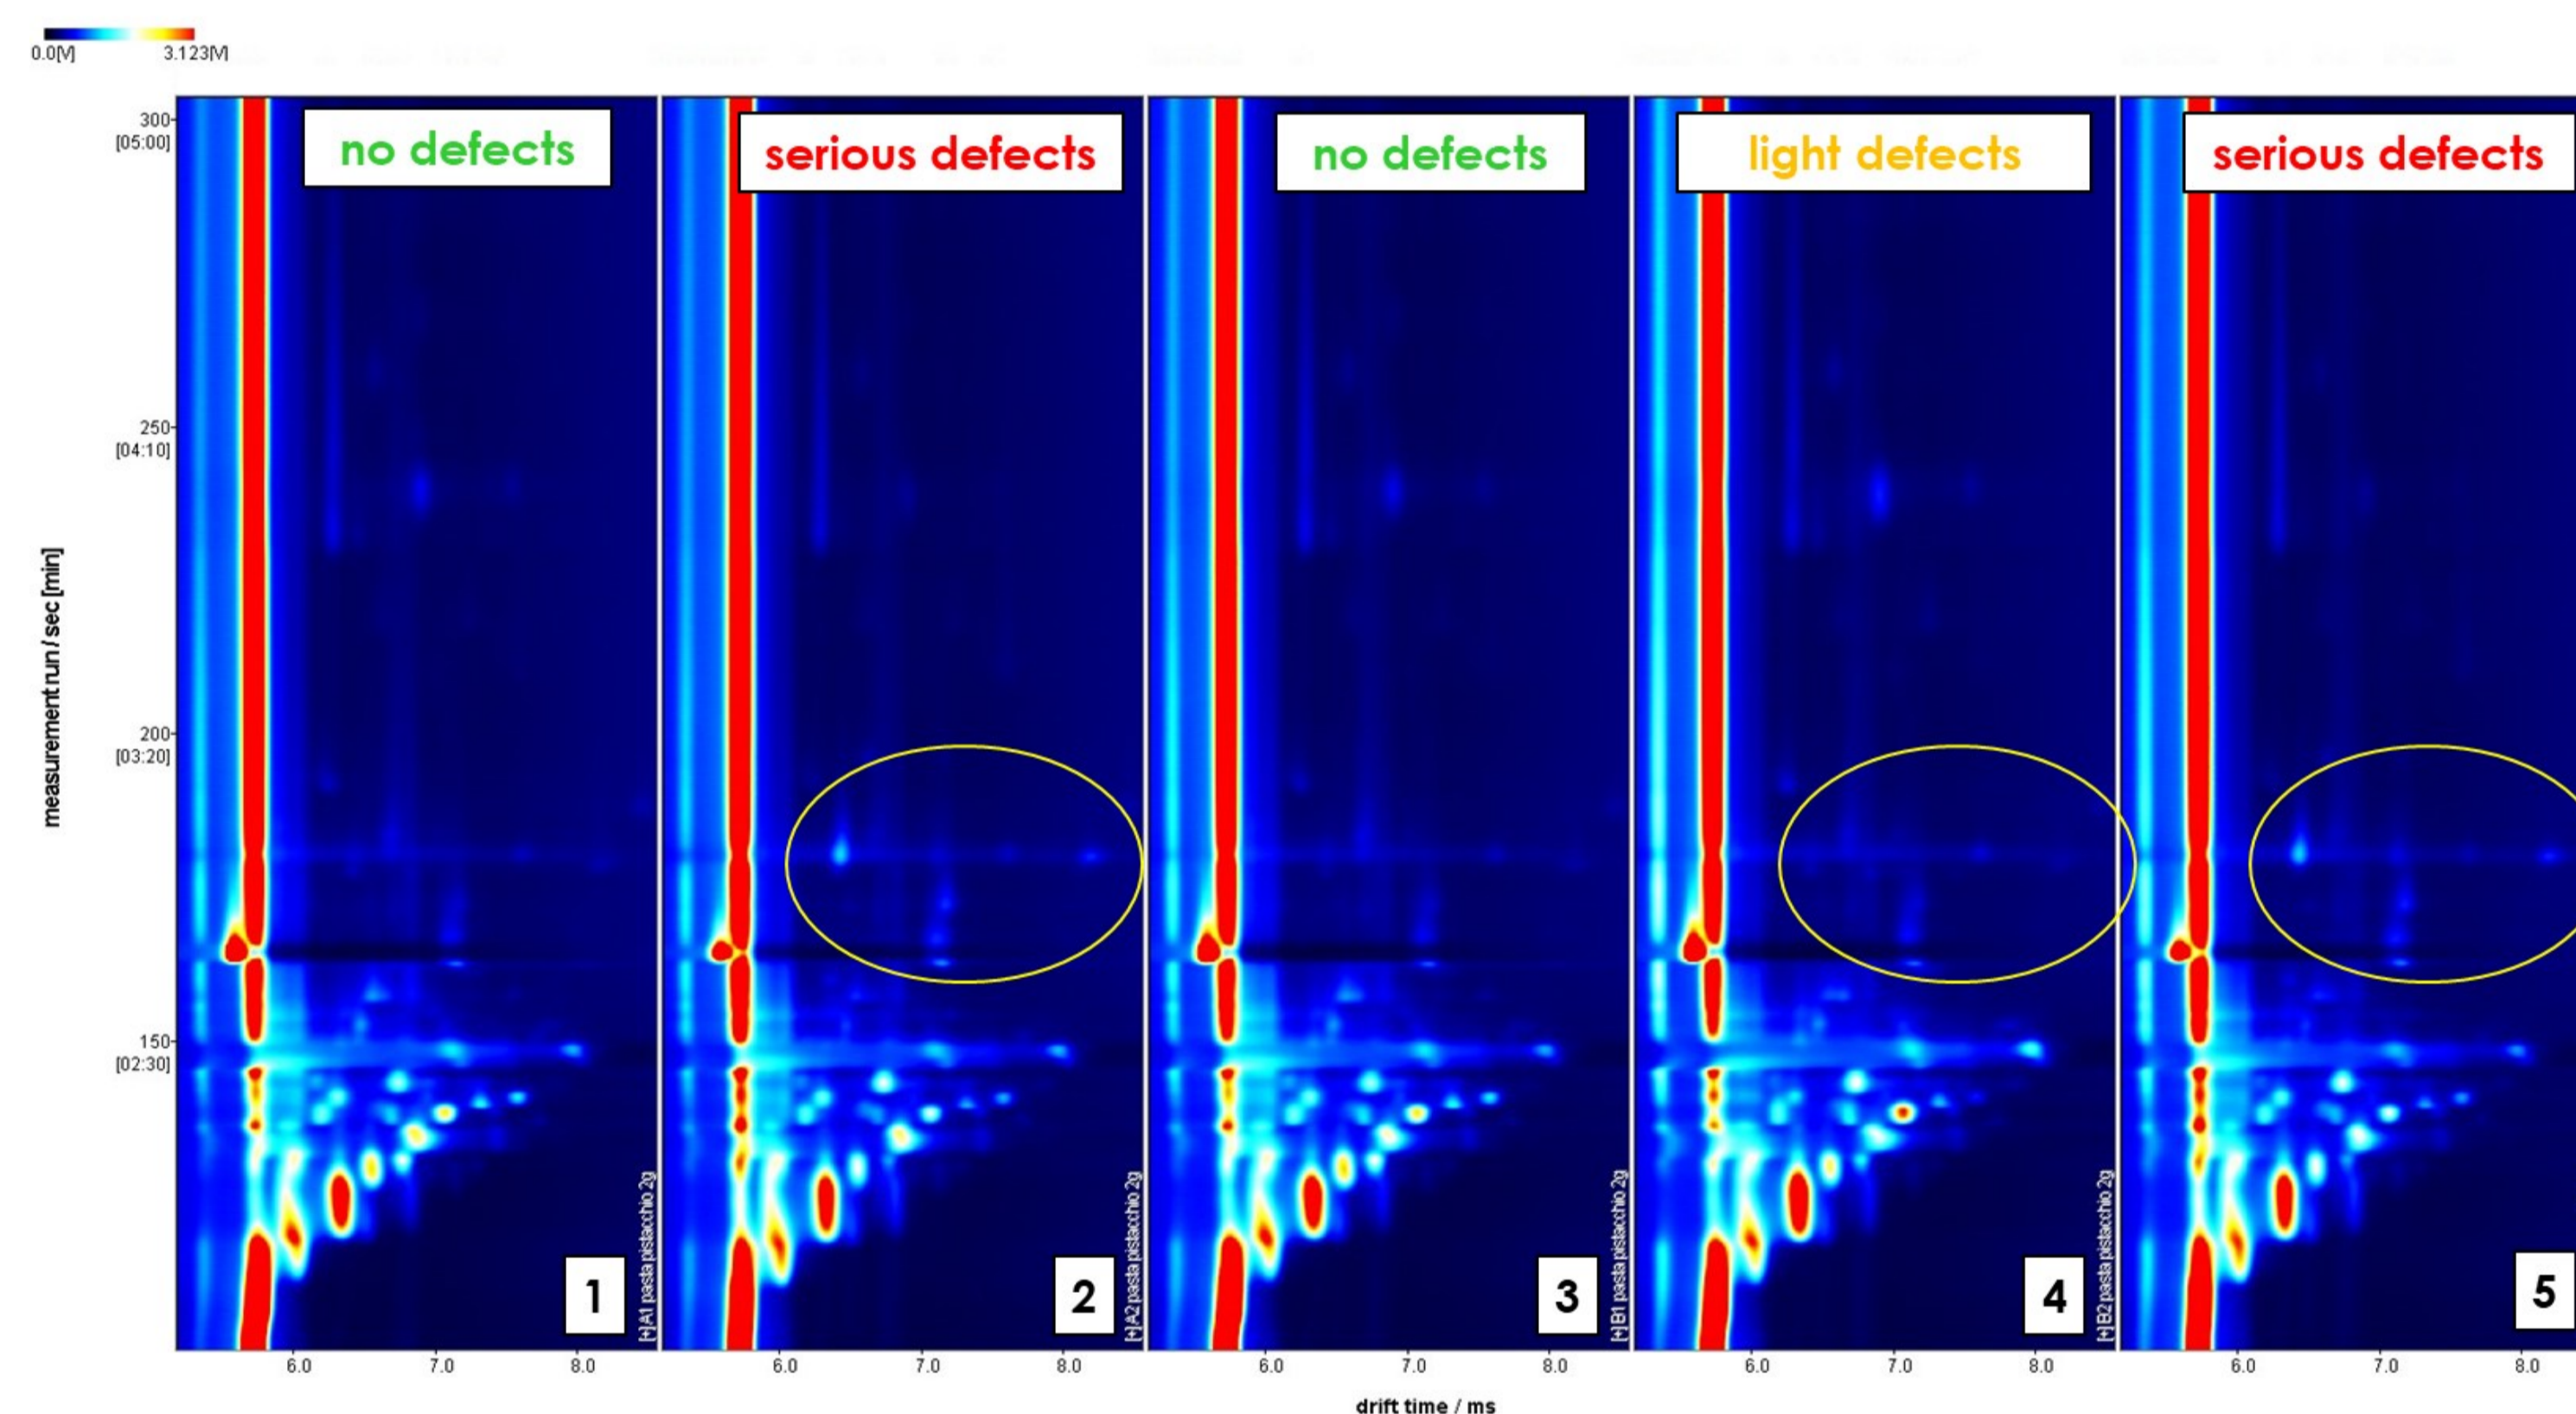 0.0[V] 3.123[V]
no defects
serious defects
no defects
light defects
serious defects
300
[05:00]
250
[04:10]
200
[03:20]
150
[02:30]
measurement run / sec [min]
[+] A1 pasta pistacchio 2g
[+] A2 pasta pistacchio 2g
[+] B1 pasta pistacchio 2g
[+] B2 pasta pistacchio 2g
1
2
3
4
5
6.0 7.0 8.0
6.0 7.0 8.0
6.0 7.0 8.0
6.0 7.0 8.0
6.0 7.0 8.0
drift time / ms